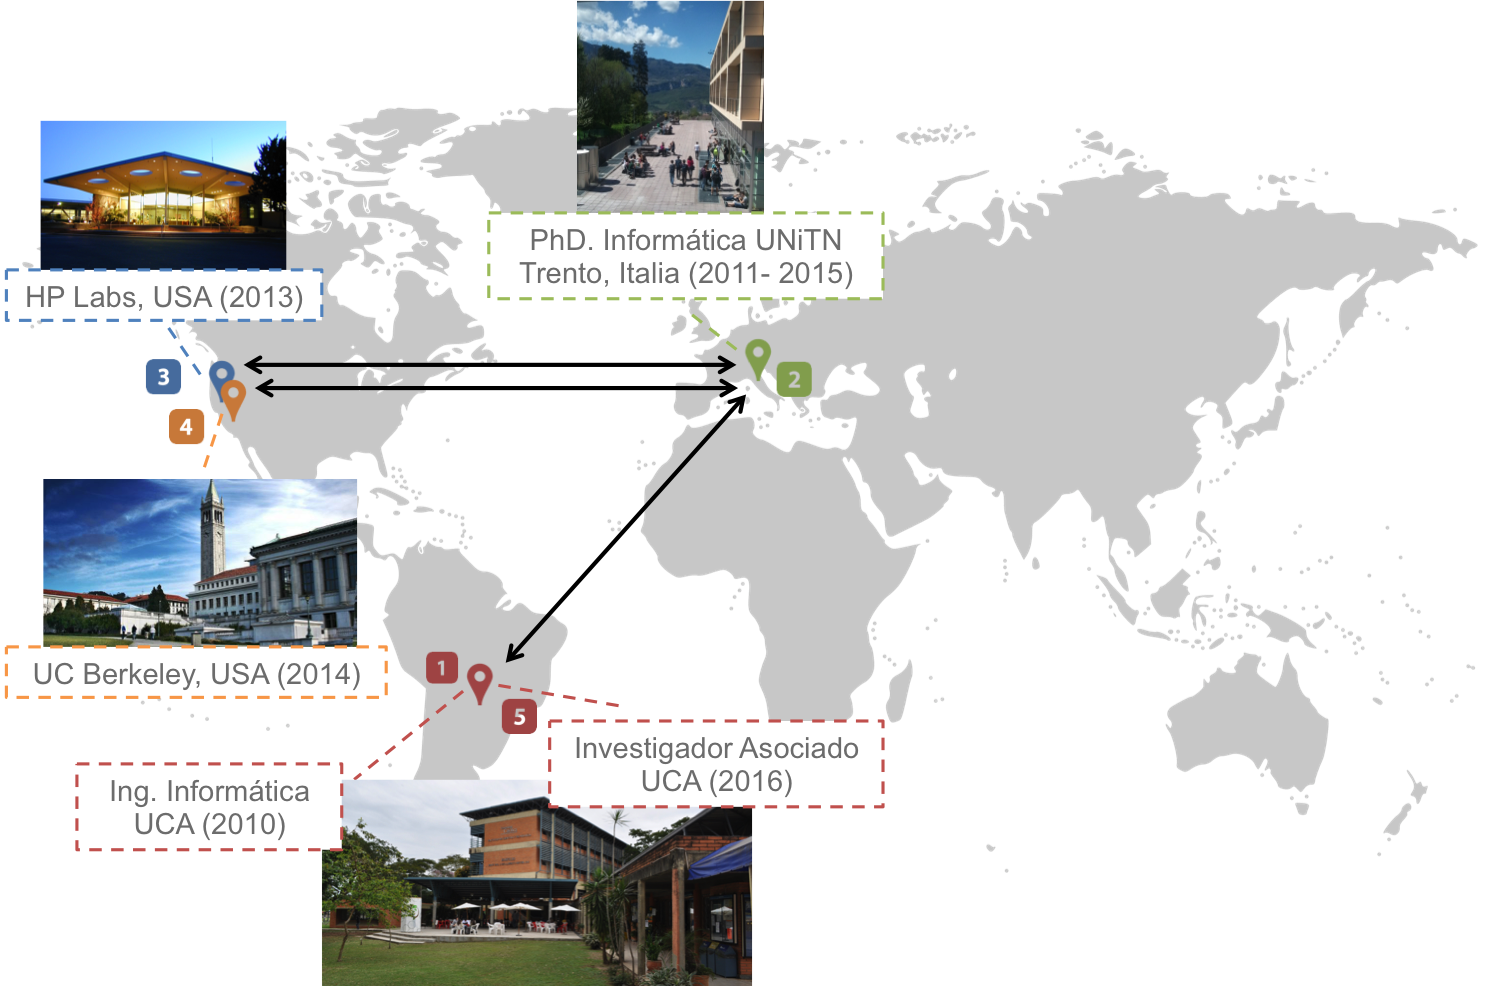 HP Labs, USA (2013)
PhD. Informática UNiTN
Trento, Italia (2011- 2015)
3
4
2
UC Berkeley, USA (2014)
1
5
Ing. Informática
UCA (2010)
Investigador Asociado
UCA (2016)